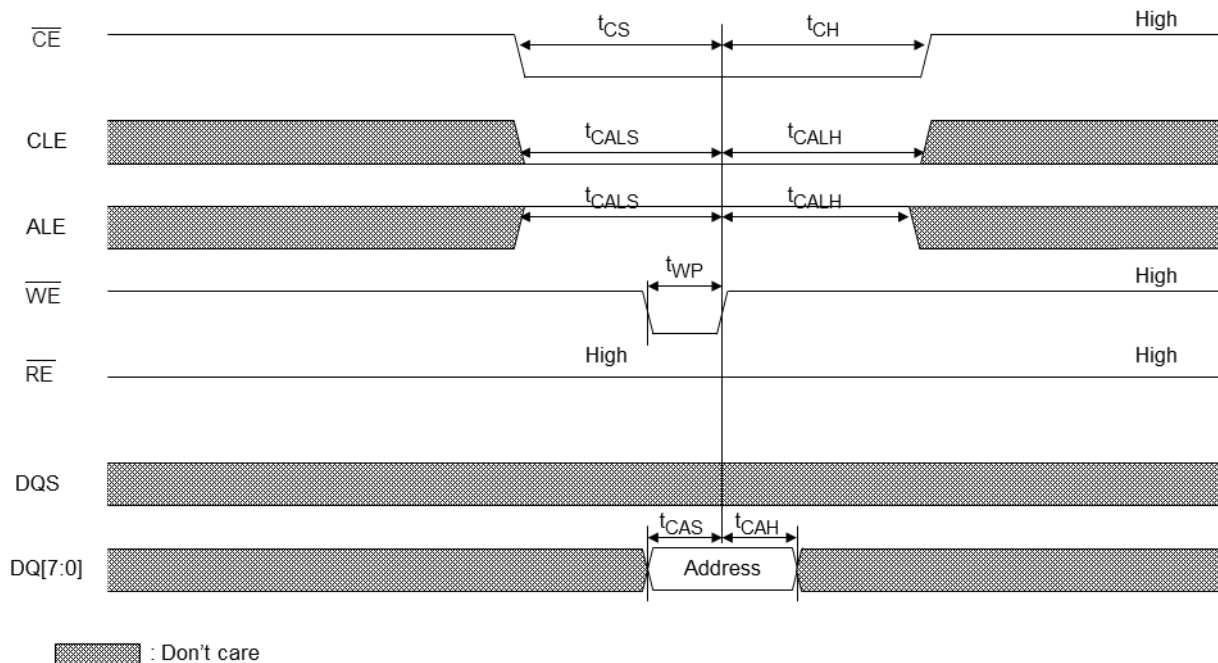 CE tCS tCH High
CLE tCALS tCALH
ALE tCALS tCALH
WE tWP High
RE High High
DQS
DQ[7:0] tCAS tCAH Address
: Don't care